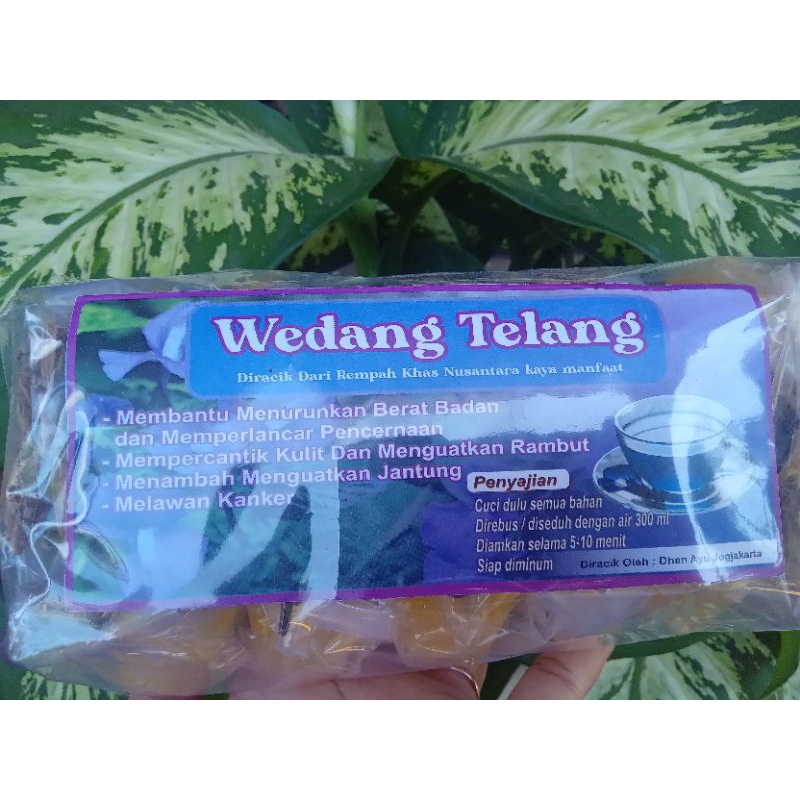 Wedang Telang
Diracik Dari Rempah Khas Nusantara kaya manfaat
- Membantu Menurunkan Berat Badan
dan Memperlancar Pencernaan
- Mempercantik Kulit Dan Menguatkan Rambut
- Menambah Menguatkan Jantung
- Melawan Kanker
Penyajian
Cuci dulu semua bahan
Direbus / diseduh dengan air 300 ml
Diamkan selama 5-10 menit
Siap diminum
Diracik Oleh : Dhen Ayu Jogjakarta